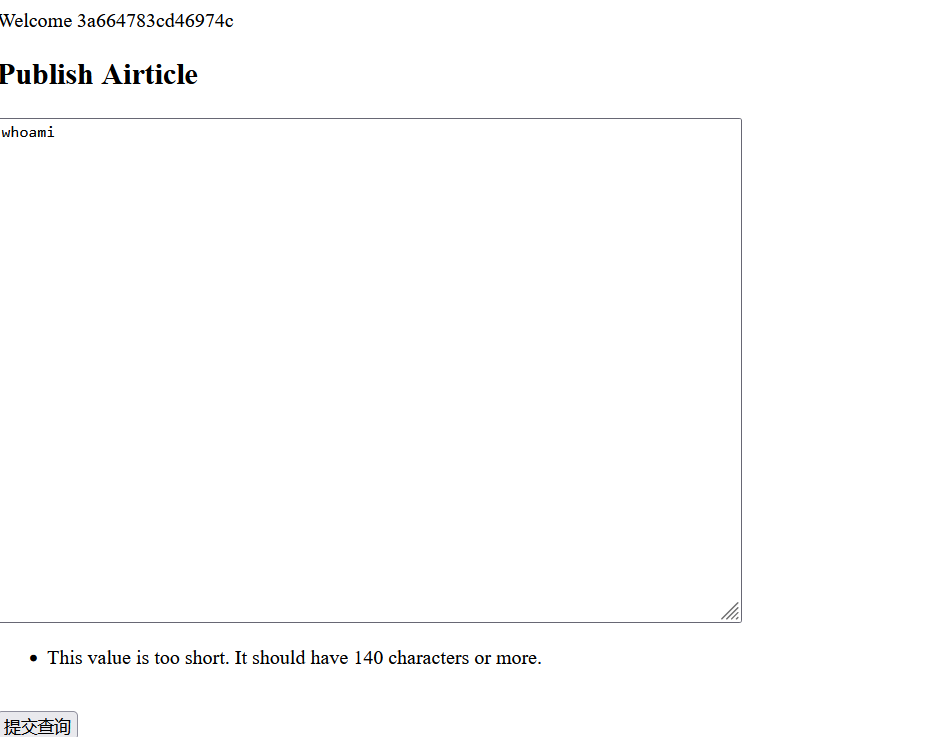 Welcome 3a664783cd46974c
Publish Airticle
whoami
This value is too short. It should have 140 characters or more.
提交查询